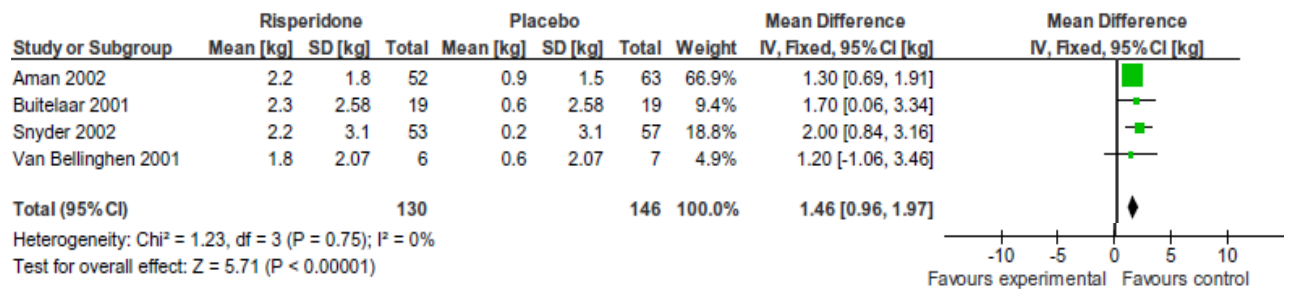 Risperidone Placebo Mean Difference Mean Difference
Study or Subgroup Mean [kg] SD [kg] Total Mean [kg] SD [kg] Total Weight IV, Fixed, 95% CI [kg] IV, Fixed, 95% CI [kg]
Aman 2002 2.2 1.8 52 0.9 1.5 63 66.9% 1.30 [0.69, 1.91]
Buitelaar 2001 2.3 2.58 19 0.6 2.58 19 9.4% 1.70 [0.06, 3.34]
Snyder 2002 2.2 3.1 53 0.2 3.1 57 18.8% 2.00 [0.84, 3.16]
Van Bellinghen 2001 1.8 2.07 6 0.6 2.07 7 4.9% 1.20 [-1.06, 3.46]
Total (95% CI) 130 146 100.0% 1.46 [0.96, 1.97]
Heterogeneity: Chi² = 1.23, df = 3 (P = 0.75); I² = 0%
-10 -5 0 5 10
Test for overall effect: Z = 5.71 (P < 0.00001)
Favours experimental Favours control